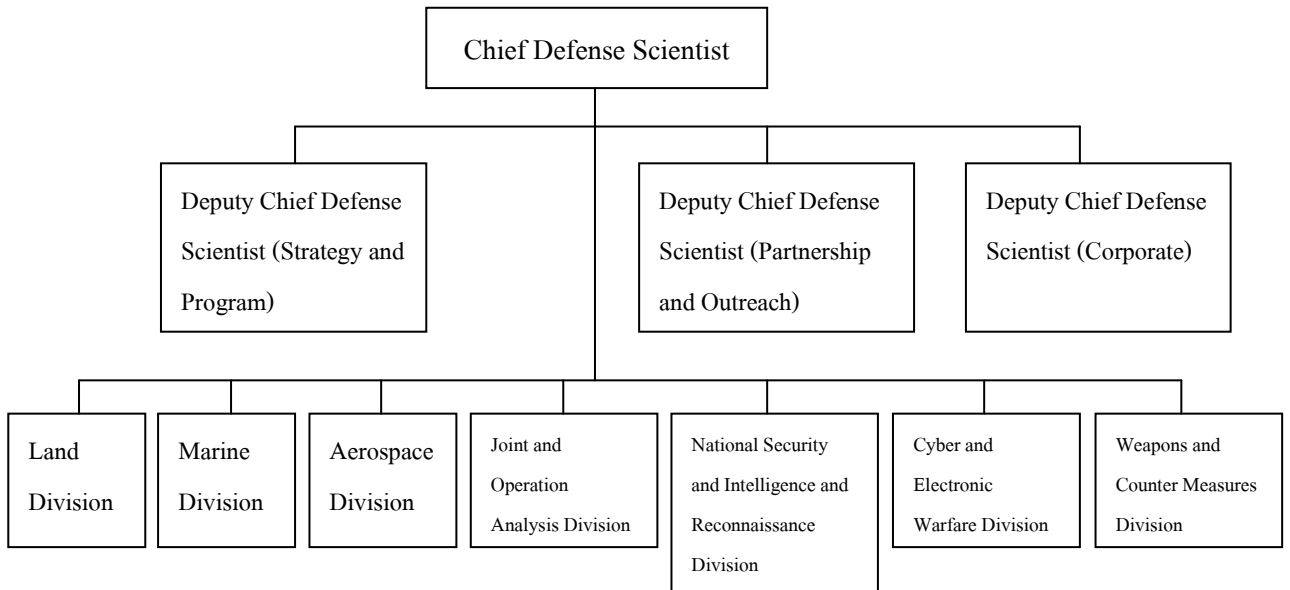 Chief Defense Scientist
Deputy Chief Defense
Scientist (Strategy and
Program)
Deputy Chief Defense
Scientist (Partnership
and Outreach)
Deputy Chief Defense
Scientist (Corporate)
Land
Division
Marine
Division
Aerospace
Division
Joint and
Operation
Analysis Division
National Security
and Intelligence and
Reconnaissance
Division
Cyber and
Electronic
Warfare Division
Weapons and
Counter Measures
Division